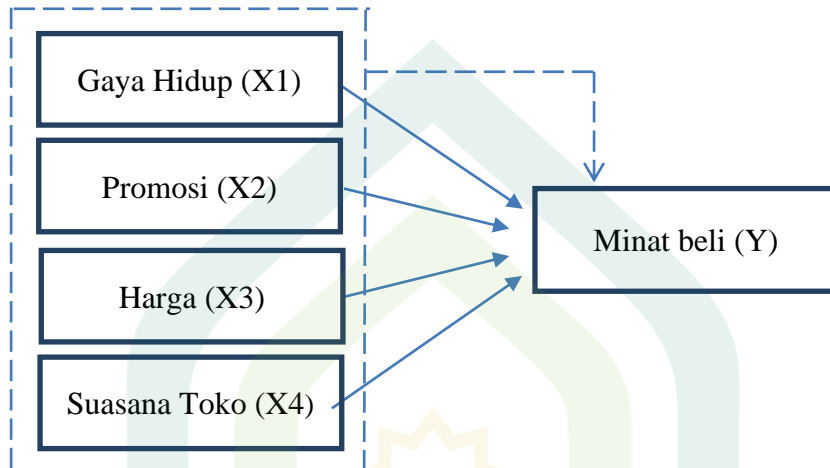 Gaya Hidup (X1)
Promosi (X2)
Minat beli (Y)
Harga (X3)
Suasana Toko (X4)